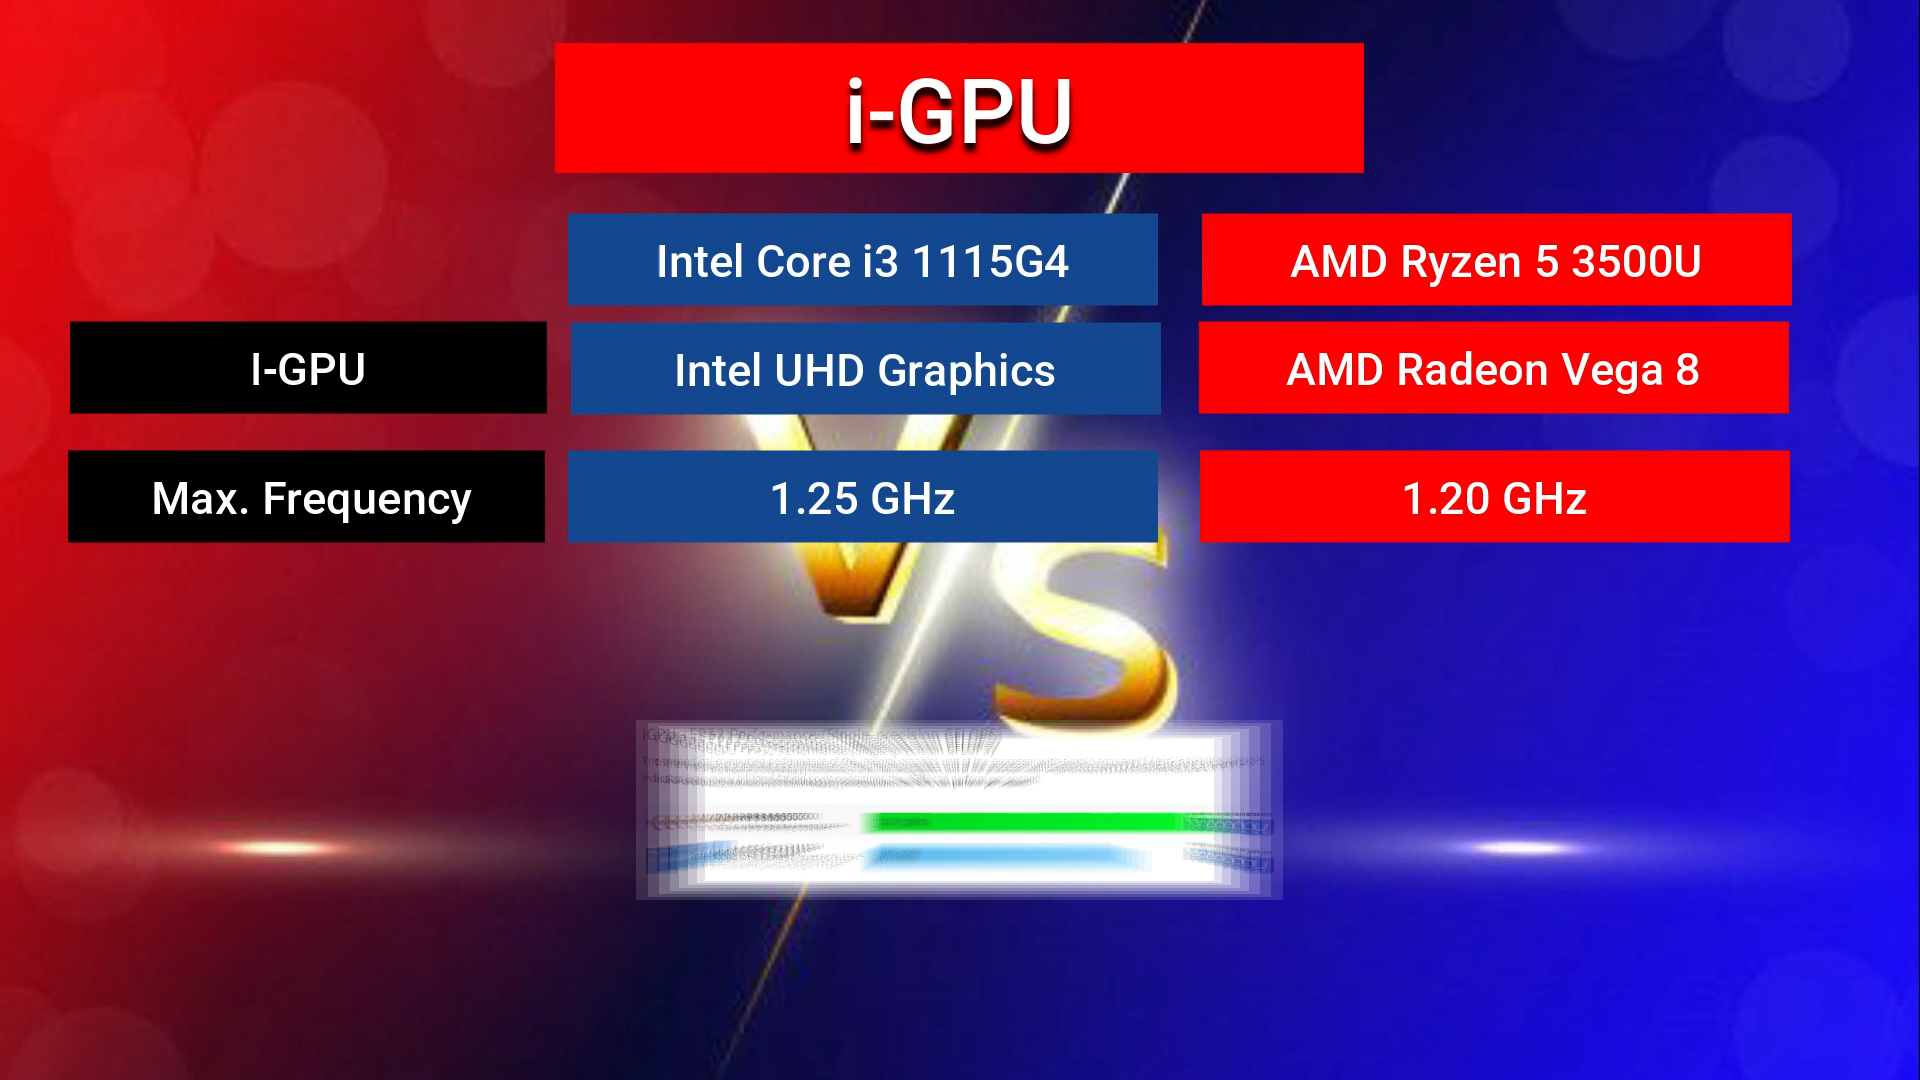 i-GPU
Intel Core i3 1115G4
AMD Ryzen 5 3500U
I-GPU
Intel UHD Graphics
AMD Radeon Vega 8
Max. Frequency
1.25 GHz
1.20 GHz
VS